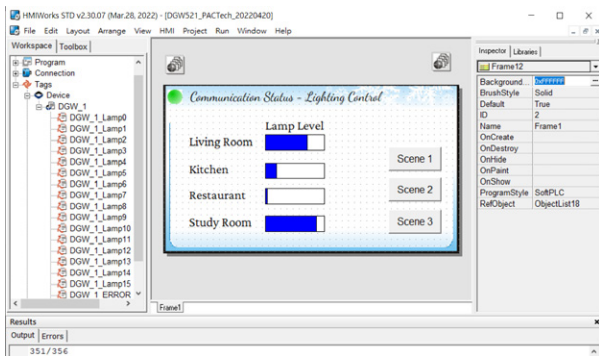 HMIWorks STD v2.30.07 (Mar.28, 2022) - [DGW521_PACTech_20220420]
File Edit Layout Arrange View HMI Project Run Window Help
Workspace Toolbox
Program
Connection
Tags
Device
DGW_1
DGW_1_Lamp0
DGW_1_Lamp1
DGW_1_Lamp2
DGW_1_Lamp3
DGW_1_Lamp4
DGW_1_Lamp5
DGW_1_Lamp6
DGW_1_Lamp7
DGW_1_Lamp8
DGW_1_Lamp9
DGW_1_Lamp10
DGW_1_Lamp11
DGW_1_Lamp12
DGW_1_Lamp13
DGW_1_Lamp14
DGW_1_Lamp15
DGW_1_ERROR
Communication Status - Lighting Control
Lamp Level
Living Room
Kitchen
Restaurant
Study Room
Scene 1
Scene 2
Scene 3
Frame1
Inspector Libraries
Frame12
Background... 0xFFFFFF ...
BrushStyle Solid
Default True
ID 2
Name Frame1
OnCreate
OnDestroy
OnHide
OnPaint
OnShow
ProgramStyle SoftPLC
RefObject ObjectList18
Results
Output Errors
351/356